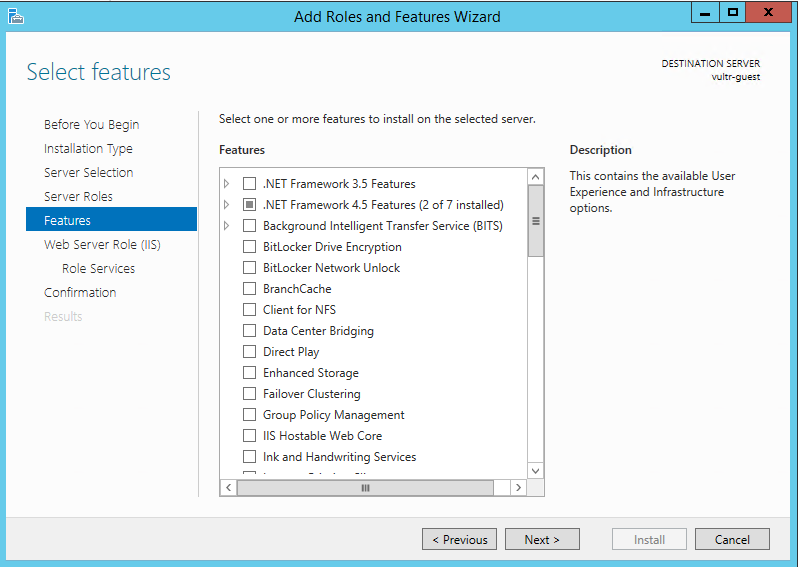 Add Roles and Features Wizard
Select features
DESTINATION SERVER
vultr-guest
Before You Begin
Installation Type
Server Selection
Server Roles
Features
Web Server Role (IIS)
Role Services
Confirmation
Results
Select one or more features to install on the selected server.
Features
.NET Framework 3.5 Features
.NET Framework 4.5 Features (2 of 7 installed)
Background Intelligent Transfer Service (BITS)
BitLocker Drive Encryption
BitLocker Network Unlock
BranchCache
Client for NFS
Data Center Bridging
Direct Play
Enhanced Storage
Failover Clustering
Group Policy Management
IIS Hostable Web Core
Ink and Handwriting Services
Description
This contains the available User
Experience and Infrastructure
options.
< Previous
Next >
Install
Cancel